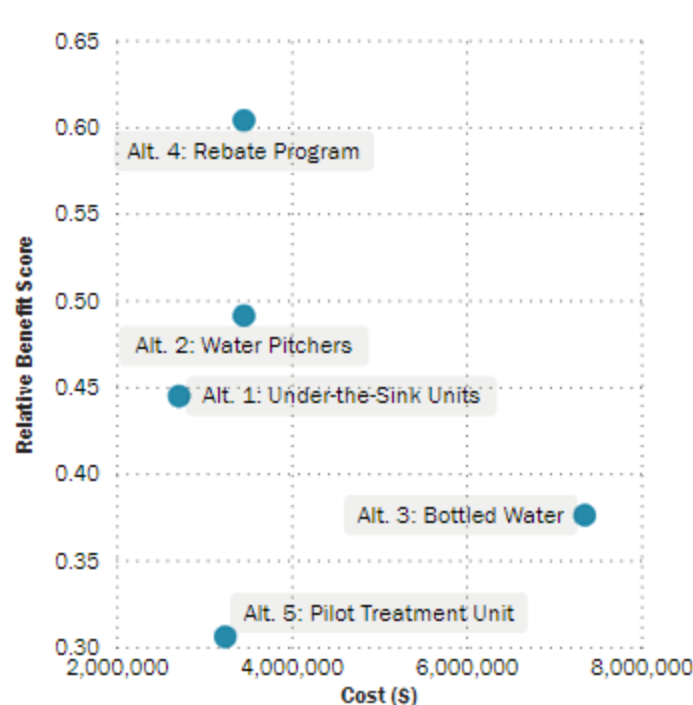 0.65
0.60
Alt. 4: Rebate Program
0.55
Relative Benefit Score
0.50
Alt. 2: Water Pitchers
0.45
Alt. 1: Under-the-Sink Units
0.40
Alt. 3: Bottled Water
0.35
Alt. 5: Pilot Treatment Unit
0.30
2,000,000 4,000,000 6,000,000 8,000,000
Cost ($)